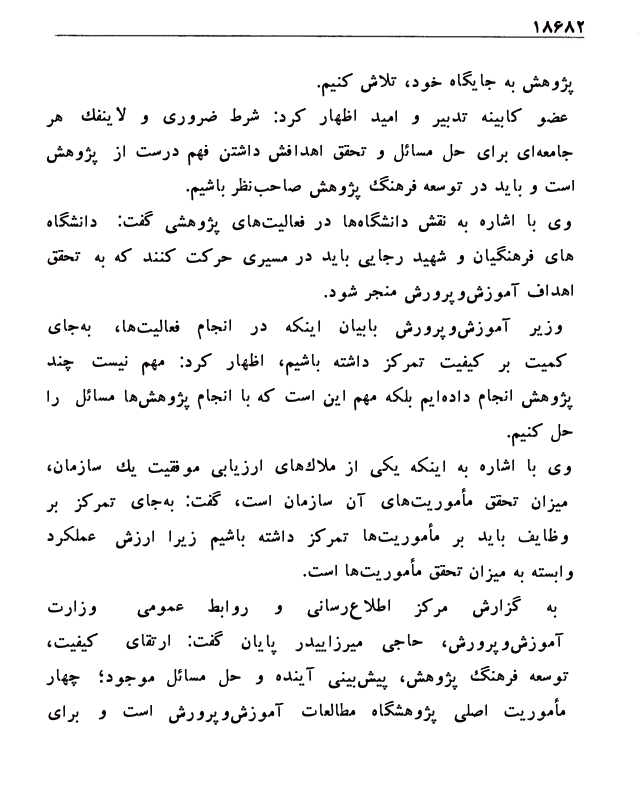 ۱۸۶۸۲
پژوهش به جایگاه خود، تلاش کنیم.
عضو کابینه تدبیر و امید اظهار کرد: شرط ضروری و لاینفك هر
جامعه‌ای برای حل مسائل و تحقق اهدافش داشتن فهم درست از پژوهش
است و باید در توسعه فرهنگ پژوهش صاحب‌نظر باشیم.
وی با اشاره به نقش دانشگاه‌ها در فعالیت‌های پژوهشی گفت: دانشگاه
های فرهنگیان و شهید رجایی باید در مسیری حرکت کنند که به تحقق
اهداف آموزش‌وپرورش منجر شود.
وزیر آموزش‌وپرورش بابیان اینکه در انجام فعالیت‌ها، به‌جای
کمیت بر کیفیت تمرکز داشته باشیم، اظهار کرد: مهم نیست چند
پژوهش انجام داده‌ایم بلکه مهم این است که با انجام پژوهش‌ها مسائل را
حل کنیم.
وی با اشاره به اینکه یکی از ملاك‌های ارزیابی موفقیت یك سازمان،
میزان تحقق مأموریت‌های آن سازمان است، گفت: به‌جای تمرکز بر
وظایف باید بر مأموریت‌ها تمرکز داشته باشیم زیرا ارزش عملکرد
وابسته به میزان تحقق مأموریت‌ها است.
به گزارش مرکز اطلاع‌رسانی و روابط عمومی وزارت
آموزش‌وپرورش، حاجی میرزاییدر پایان گفت: ارتقای کیفیت،
توسعه فرهنگ پژوهش، پیش‌بینی آینده و حل مسائل موجود؛ چهار
مأموریت اصلی پژوهشگاه مطالعات آموزش‌وپرورش است و برای